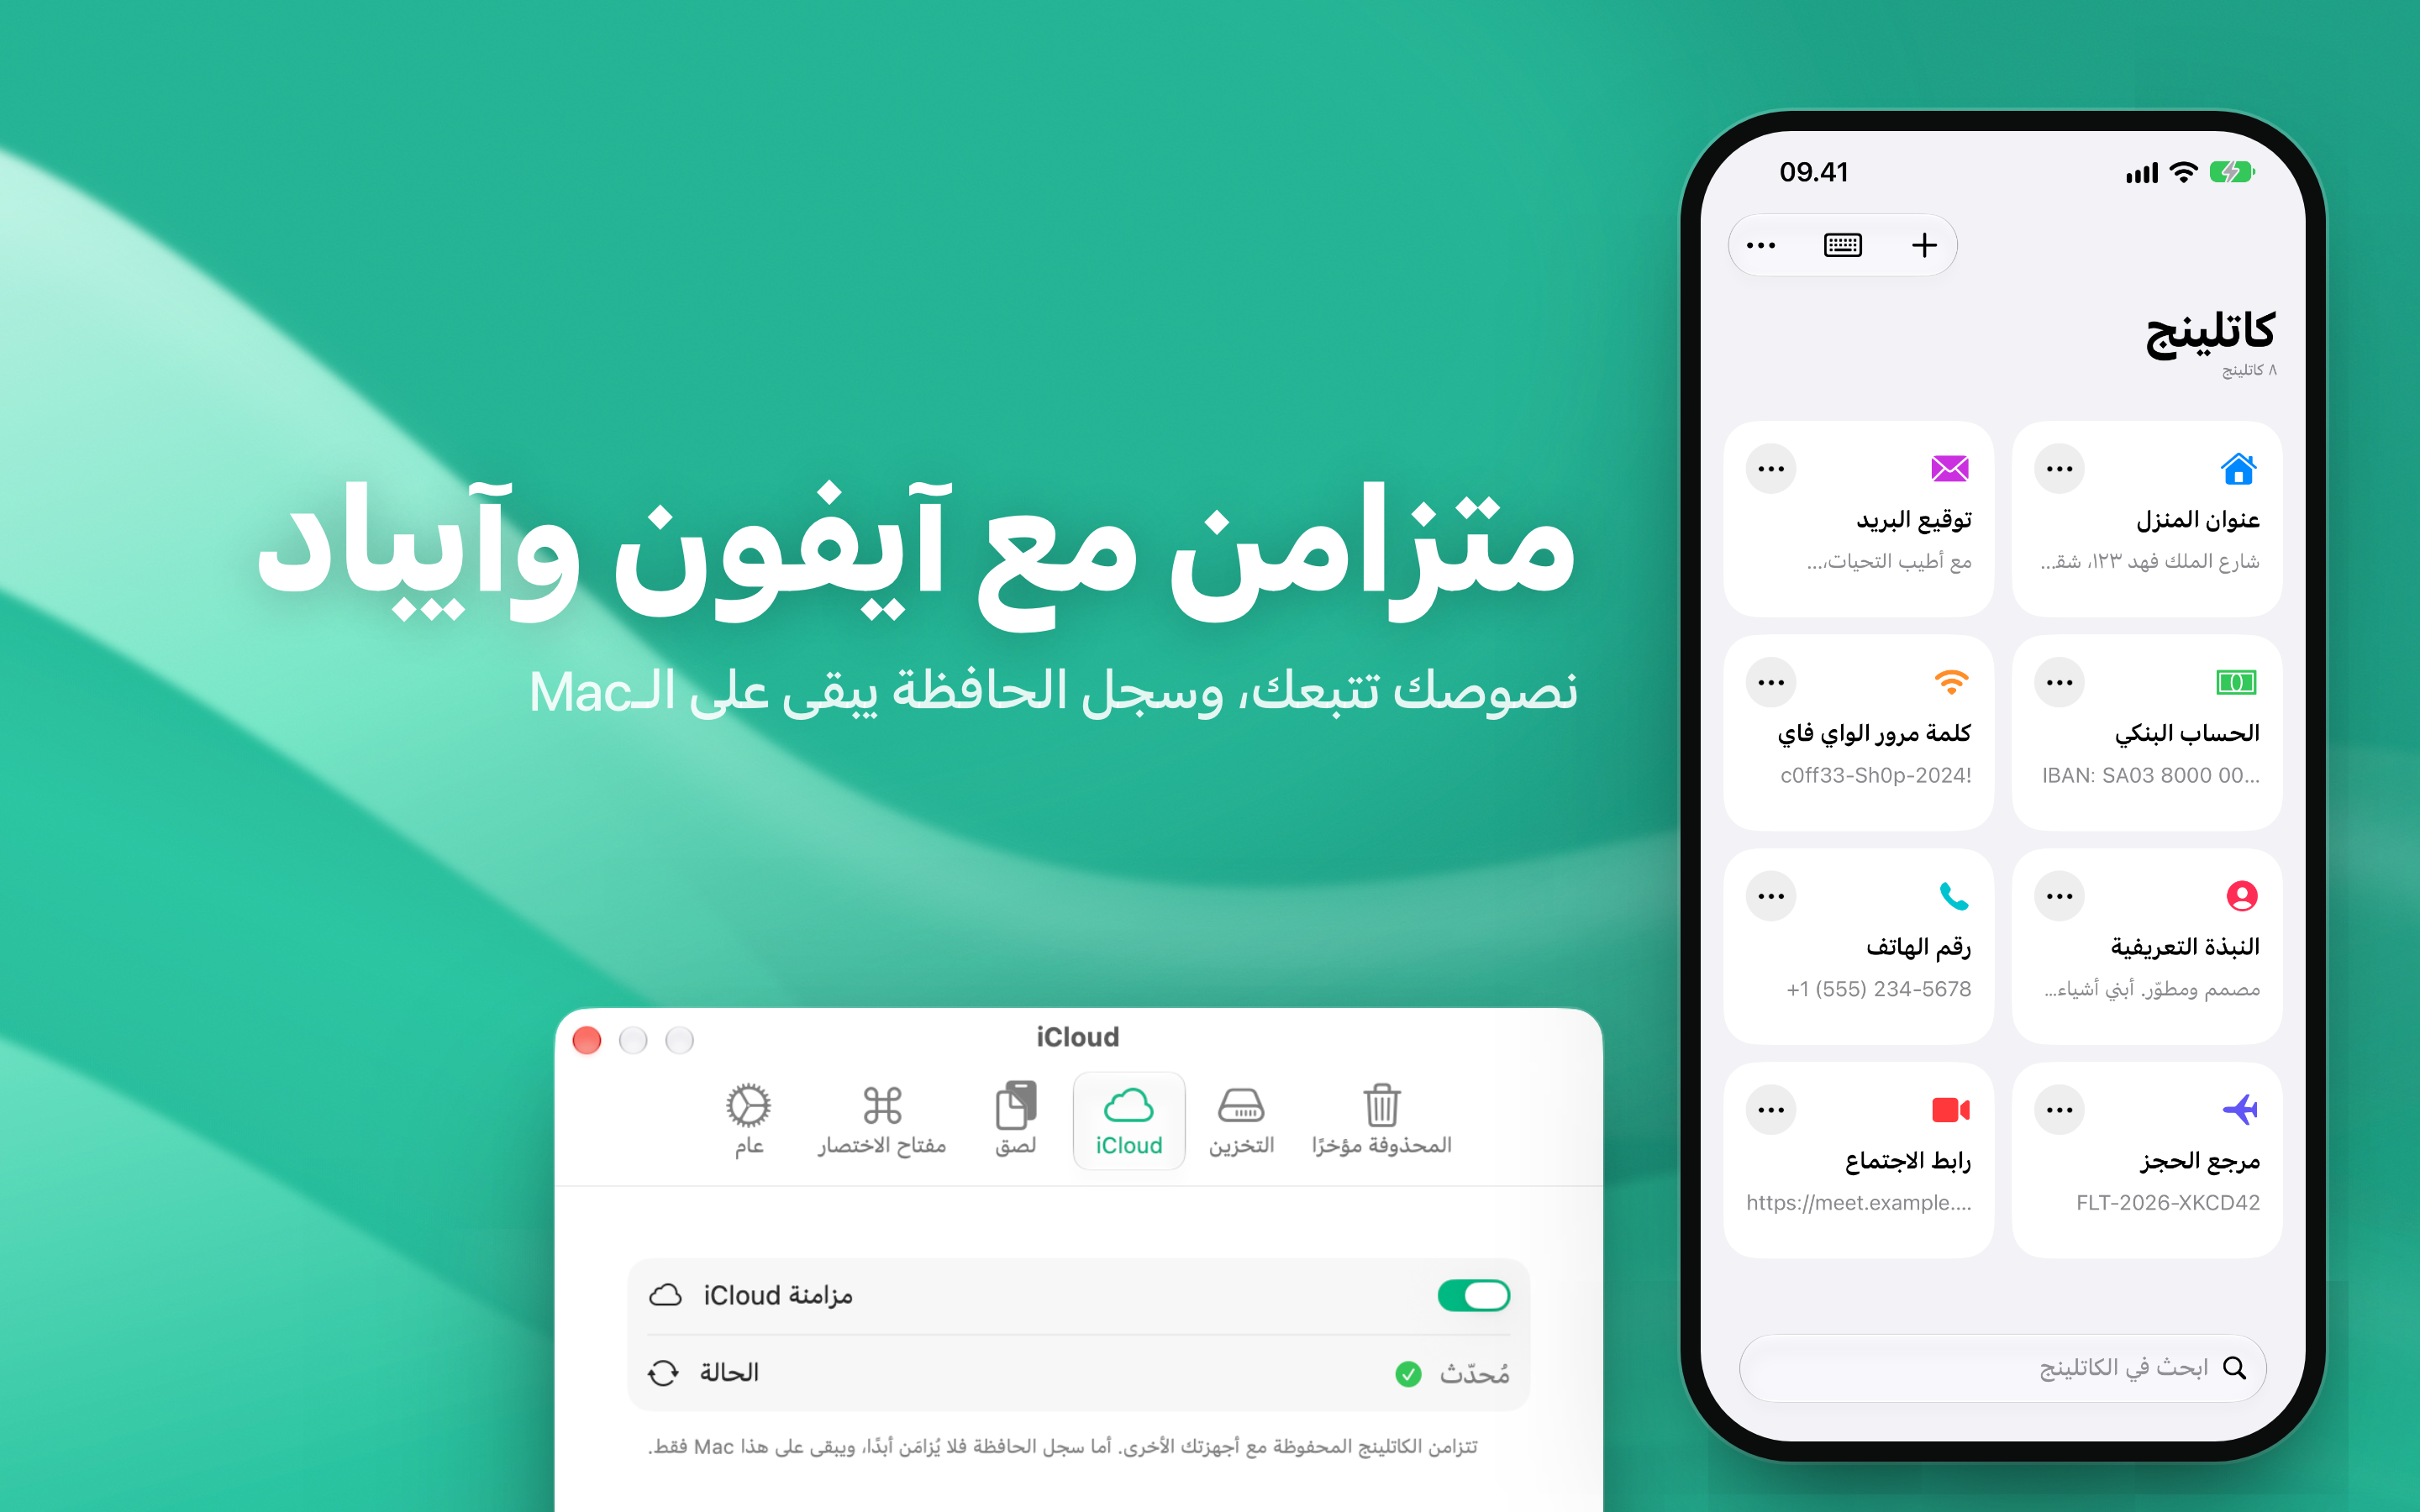 متزامن مع آيفون وآيباد
نصوصك تتبعك، وسجل الحافظة يبقى على الـMac
09.41
كاتلينج
٨ كاتلينج
عنوان المنزل
شارع الملك فهد ١٢٣، شقـ...
توقيع البريد
مع أطيب التحيات،...
الحساب البنكي
IBAN: SA03 8000 00...
كلمة مرور الواي فاي
c0ff33-Sh0p-2024!
النبذة التعريفية
مصمم ومطوّر. أبني أشياء...
رقم الهاتف
+1 (555) 234-5678
مرجع الحجز
FLT-2026-XKCD42
رابط الاجتماع
https://meet.example....
ابحث في الكاتلينج
iCloud
عام
مفتاح الاختصار
لصق
iCloud
التخزين
المحذوفة مؤخرًا
مزامنة iCloud
الحالة
مُحدّث
تتزامن الكاتلينج المحفوظة مع أجهزتك الأخرى. أما سجل الحافظة فلا يُزامَن أبدًا، ويبقى على هذا Mac فقط.